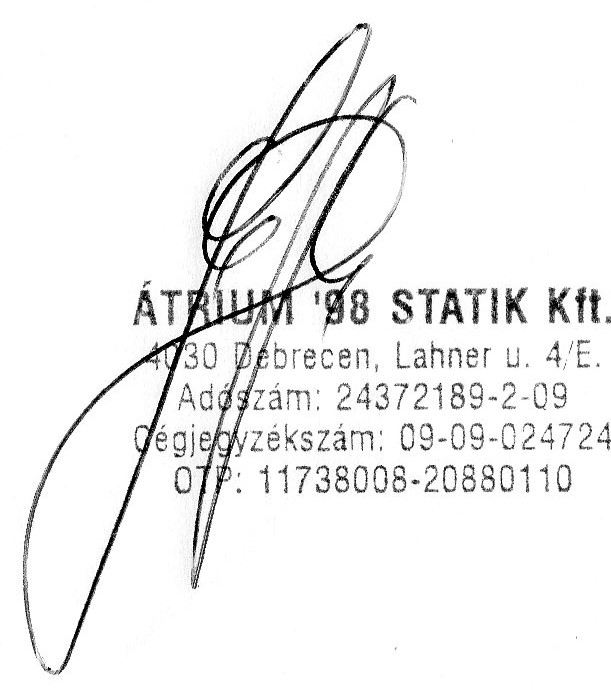 ÁTRIUM '98 STATIK Kft.
4030 Debrecen, Lahner u. 4/E.
Adószám: 24372189-2-09
Cégjegyzékszám: 09-09-024724
OTP: 11738008-20880110